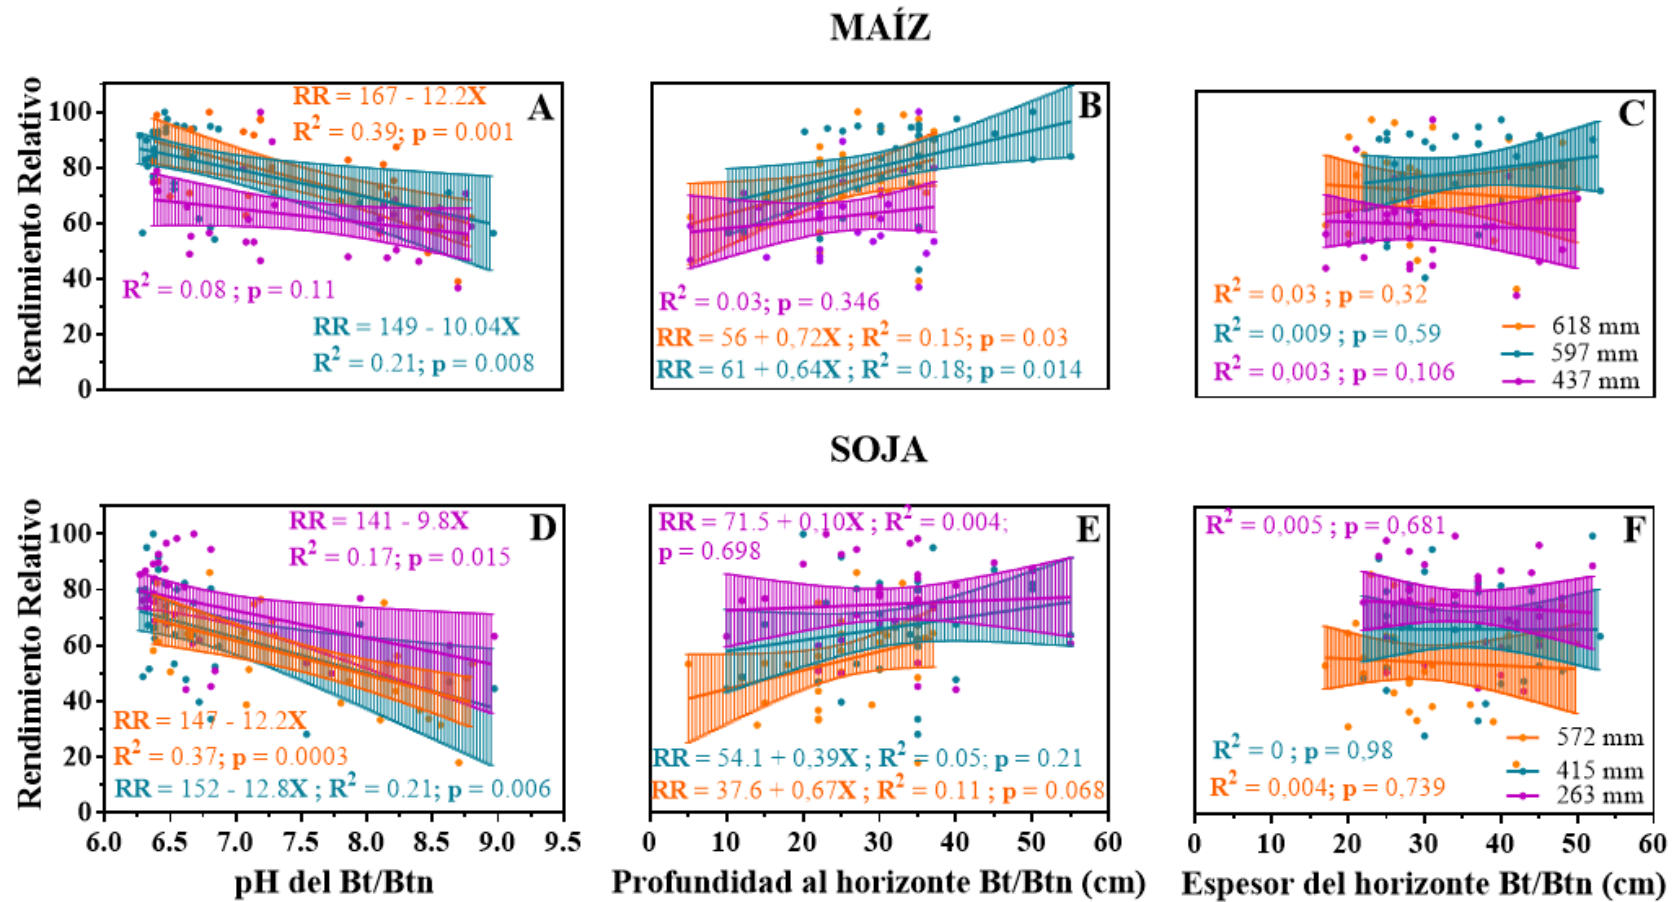 MAÍZ
Rendimiento Relativo
100
80
60
40
20
0
RR = 167 - 12.2X
R² = 0.39; p = 0.001
A
R² = 0.08 ; p = 0.11
RR = 149 - 10.04X
R² = 0.21; p = 0.008
B
R² = 0.03; p = 0.346
RR = 56 + 0,72X ; R² = 0.15; p = 0.03
RR = 61 + 0,64X ; R² = 0.18; p = 0.014
C
R² = 0,03 ; p = 0,32
R² = 0,009 ; p = 0,59
R² = 0,003 ; p = 0,106
618 mm
597 mm
437 mm
SOJA
Rendimiento Relativo
100
80
60
40
20
0
RR = 141 - 9.8X
R² = 0.17; p = 0.015
D
RR = 147 - 12.2X
R² = 0.37; p = 0.0003
RR = 152 - 12.8X ; R² = 0.21; p = 0.006
6.0 6.5 7.0 7.5 8.0 8.5 9.0 9.5
pH del Bt/Btn
RR = 71.5 + 0,10X ; R² = 0.004;
p = 0.698
E
RR = 54.1 + 0,39X ; R² = 0.05; p = 0.21
RR = 37.6 + 0,67X ; R² = 0.11 ; p = 0.068
0 10 20 30 40 50 60
Profundidad al horizonte Bt/Btn (cm)
R² = 0,005 ; p = 0,681
F
R² = 0 ; p = 0,98
R² = 0,004; p = 0,739
572 mm
415 mm
263 mm
0 10 20 30 40 50 60
Espesor del horizonte Bt/Btn (cm)